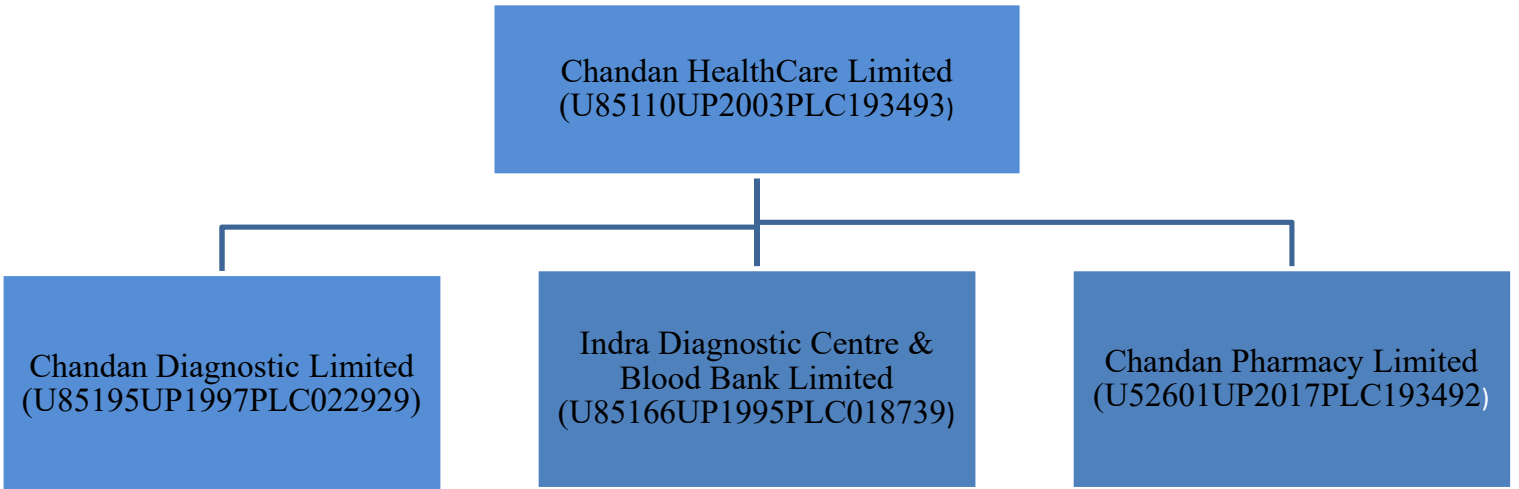 Chandan HealthCare Limited
(U85110UP2003PLC193493)
Chandan Diagnostic Limited
(U85195UP1997PLC022929)
Indra Diagnostic Centre &
Blood Bank Limited
(U85166UP1995PLC018739)
Chandan Pharmacy Limited
(U52601UP2017PLC193492)